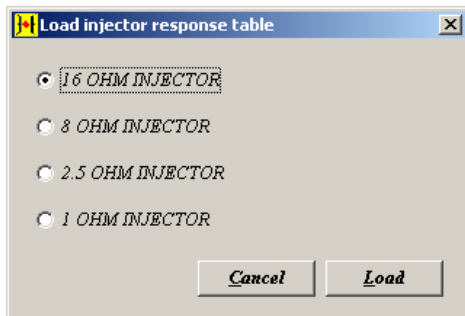 Load injector response table
16 OHM INJECTOR
8 OHM INJECTOR
2.5 OHM INJECTOR
1 OHM INJECTOR
Cancel Load